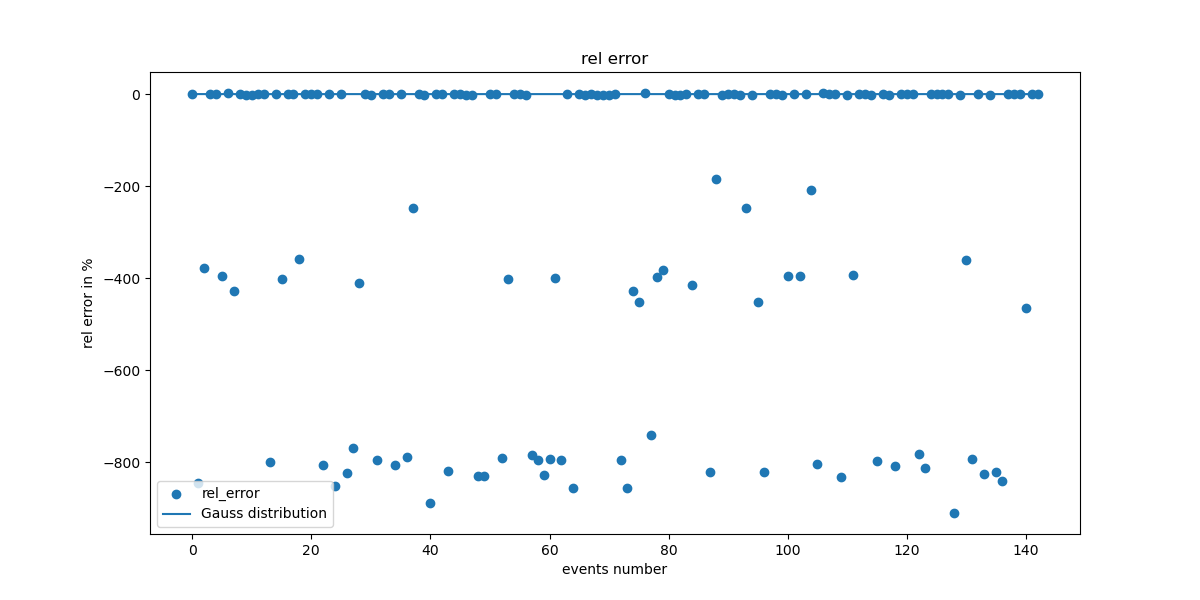 rel error
0
−200
−400
−600
−800
rel error in %
rel_error
Gauss distribution
0 20 40 60 80 100 120 140
events number